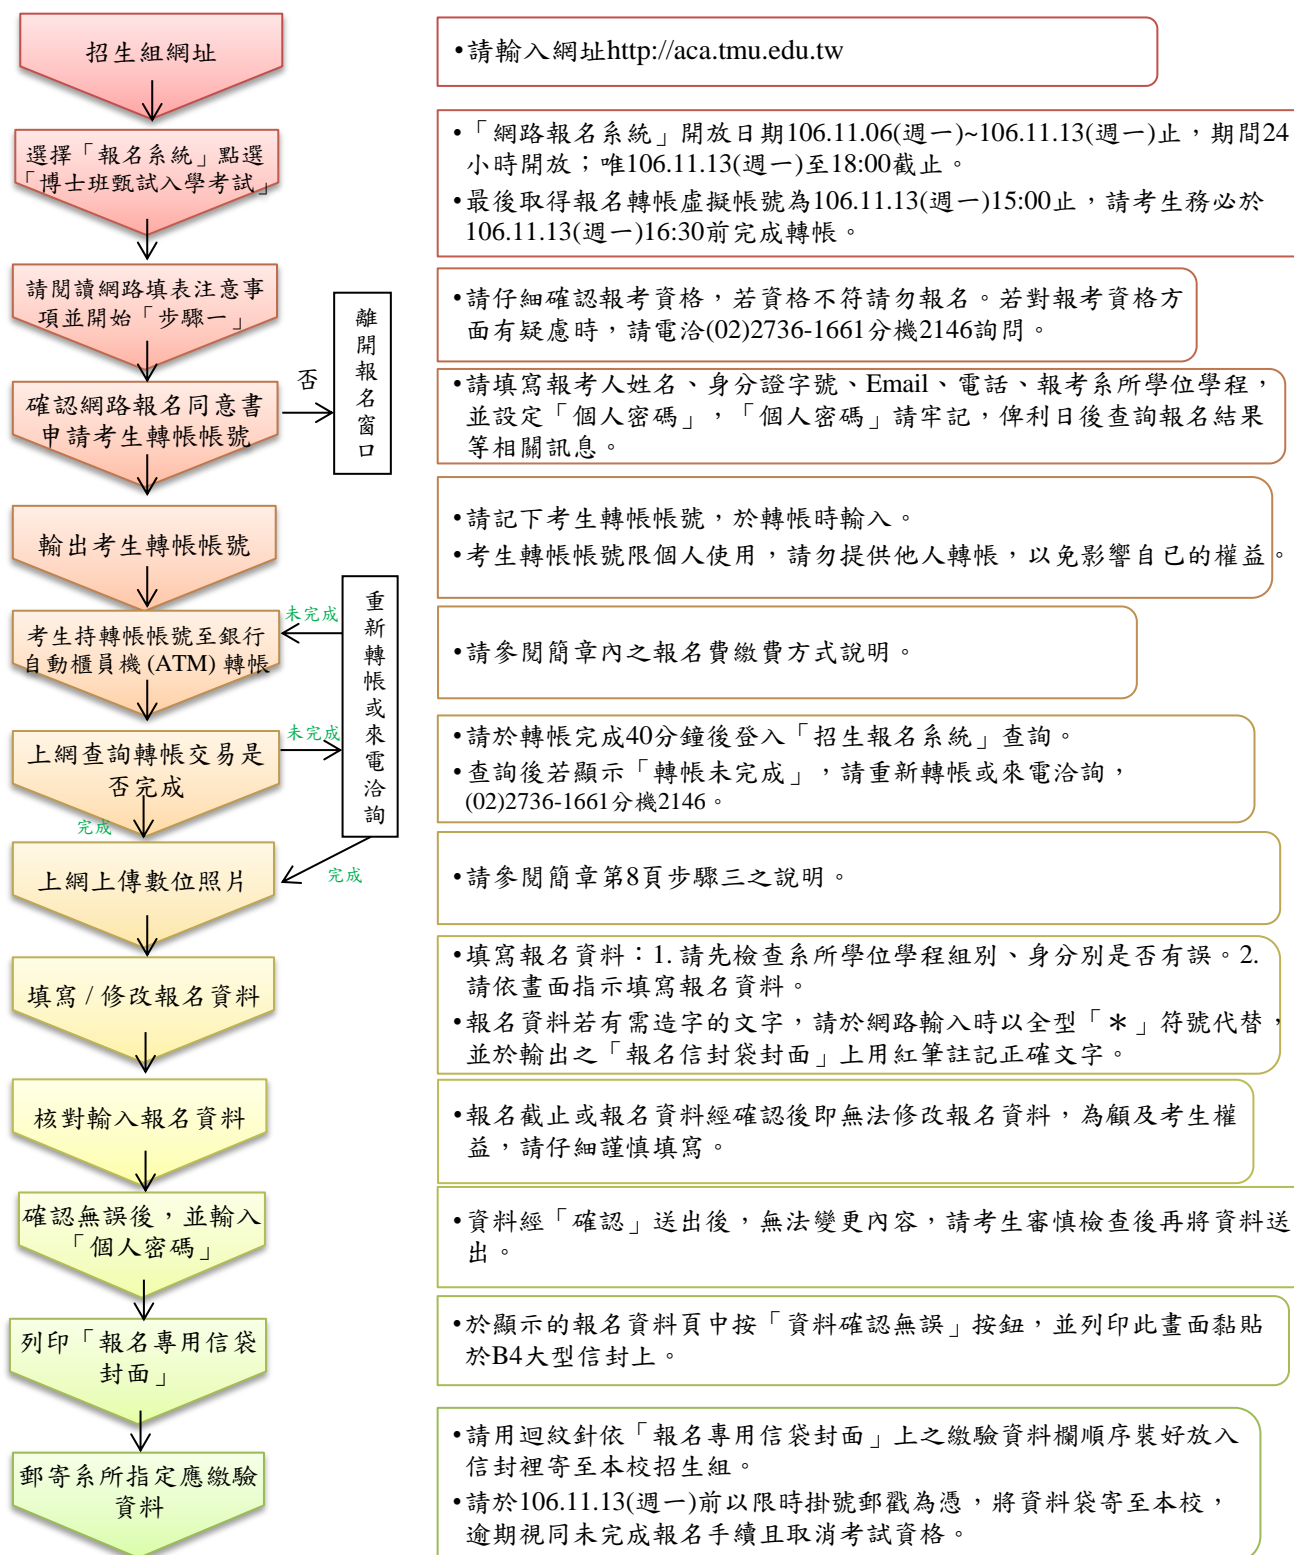 招生組網址
•請輸入網址http://aca.tmu.edu.tw
選擇「報名系統」點選
「博士班甄試入學考試」
•「網路報名系統」開放日期106.11.06(週一)~106.11.13(週一)止，期間24
小時開放；唯106.11.13(週一)至18:00截止。
•最後取得報名轉帳虛擬帳號為106.11.13(週一)15:00止，請考生務必於
106.11.13(週一)16:30前完成轉帳。
請閱讀網路填表注意事
項並開始「步驟一」
•請仔細確認報考資格，若資格不符請勿報名。若對報考資格方
面有疑慮時，請電洽(02)2736-1661分機2146詢問。
確認網路報名同意書
申請考生轉帳帳號
否
離開報名窗口
•請填寫報考人姓名、身分證字號、Email、電話、報考系所學位學程，
並設定「個人密碼」，「個人密碼」請牢記，俾利日後查詢報名結果
等相關訊息。
輸出考生轉帳帳號
•請記下考生轉帳帳號，於轉帳時輸入。
•考生轉帳帳號限個人使用，請勿提供他人轉帳，以免影響自已的權益。
考生持轉帳帳號至銀行
自動櫃員機 (ATM) 轉帳
未完成
重新轉帳或來電洽詢
•請參閱簡章內之報名費繳費方式說明。
上網查詢轉帳交易是
否完成
未完成
完成
•請於轉帳完成40分鐘後登入「招生報名系統」查詢。
•查詢後若顯示「轉帳未完成」，請重新轉帳或來電洽詢，
(02)2736-1661分機2146。
上網上傳數位照片
完成
•請參閱簡章第8頁步驟三之說明。
填寫 / 修改報名資料
•填寫報名資料：1. 請先檢查系所學位學程組別、身分別是否有誤。2.
請依畫面指示填寫報名資料。
•報名資料若有需造字的文字，請於網路輸入時以全型「＊」符號代替，
並於輸出之「報名信封袋封面」上用紅筆註記正確文字。
核對輸入報名資料
•報名截止或報名資料經確認後即無法修改報名資料，為顧及考生權
益，請仔細謹慎填寫。
確認無誤後，並輸入
「個人密碼」
•資料經「確認」送出後，無法變更內容，請考生審慎檢查後再將資料送
出。
列印「報名專用信袋
封面」
•於顯示的報名資料頁中按「資料確認無誤」按鈕，並列印此畫面黏貼
於B4大型信封上。
郵寄系所指定應繳驗
資料
•請用迴紋針依「報名專用信袋封面」上之繳驗資料欄順序裝好放入
信封裡寄至本校招生組。
•請於106.11.13(週一)前以限時掛號郵戳為憑，將資料袋寄至本校，
逾期視同未完成報名手續且取消考試資格。